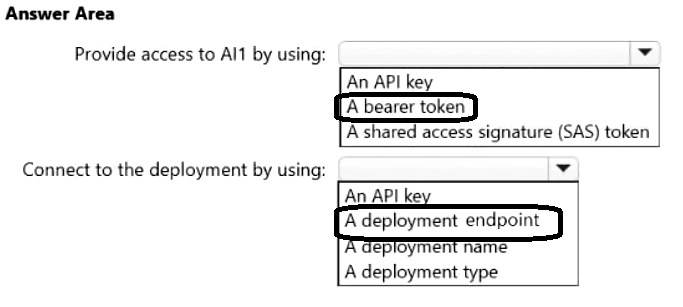 Answer Area
Provide access to AI1 by using:
An API key
A bearer token
A shared access signature (SAS) token
Connect to the deployment by using:
An API key
A deployment endpoint
A deployment name
A deployment type